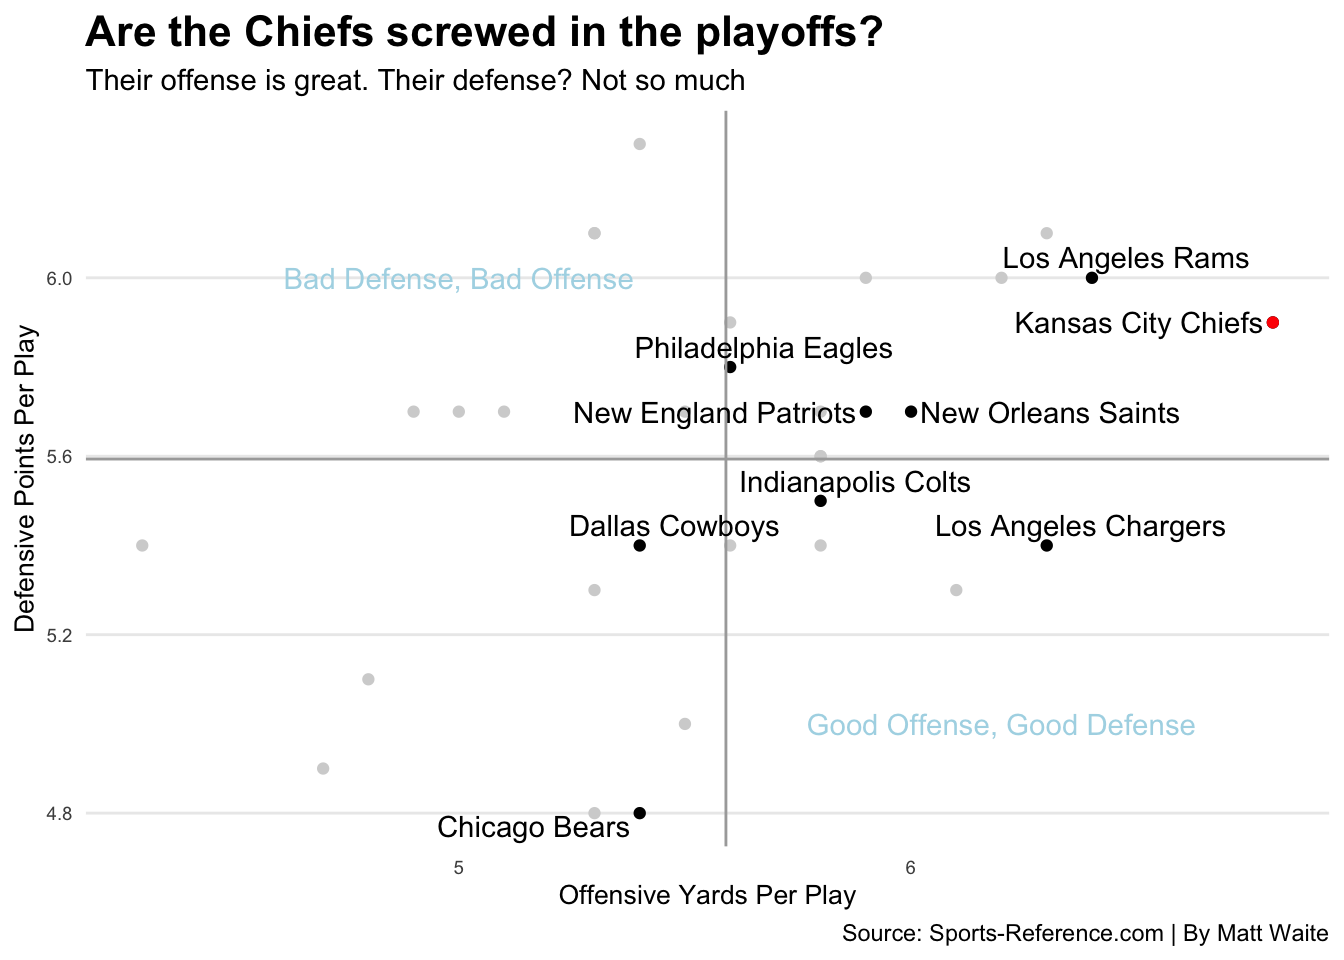 Are the Chiefs screwed in the playoffs?
Their offense is great. Their defense? Not so much
Defensive Points Per Play
6.0
5.6
5.2
4.8
Bad Defense, Bad Offense
Los Angeles Rams
Kansas City Chiefs
Philadelphia Eagles
New England Patriots
New Orleans Saints
Indianapolis Colts
Dallas Cowboys
Los Angeles Chargers
Good Offense, Good Defense
Chicago Bears
5
6
Offensive Yards Per Play
Source: Sports-Reference.com | By Matt Waite